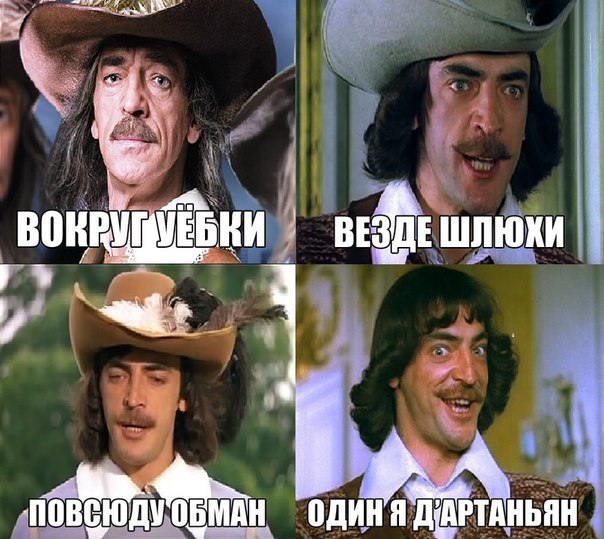 ВОКРУГ УЁБКИ
ВЕЗДЕ ШЛЮХИ
ПОВСЮДУ ОБМАН
ОДИН Я Д'АРТАНЬЯН